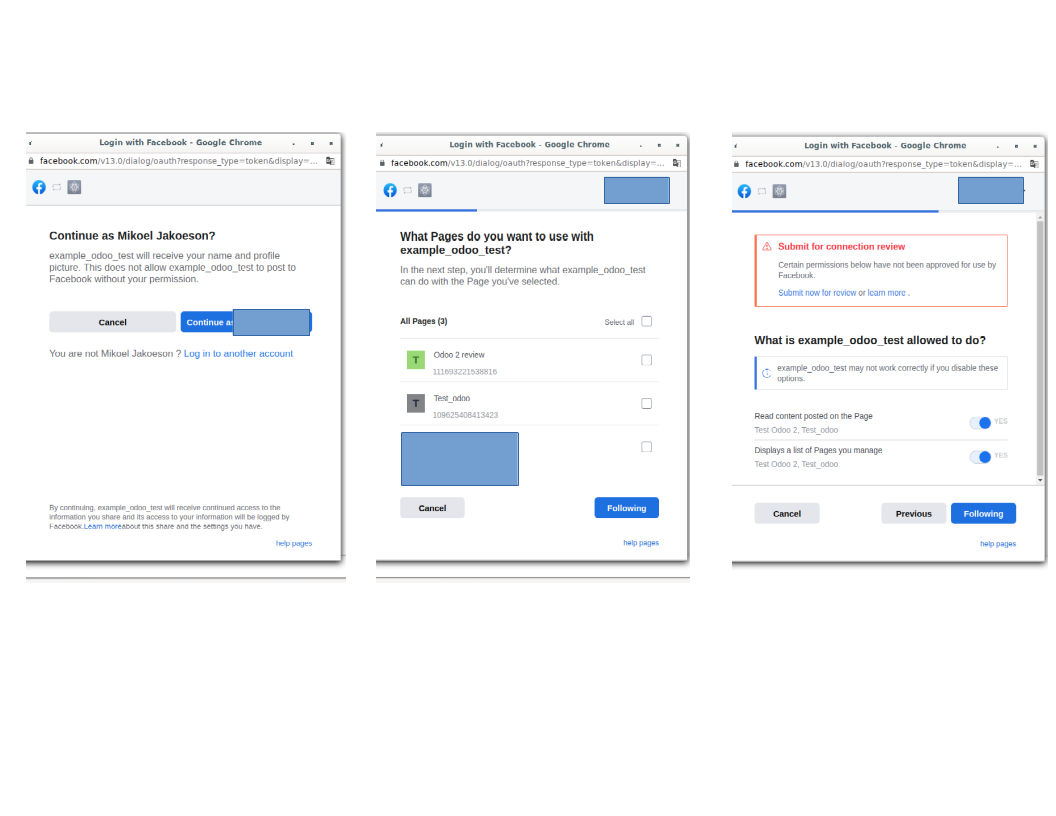 Login with Facebook - Google Chrome
facebook.com/v13.0/dialog/oauth?response_type=token&display=...
Continue as Mikoel Jakoeson?
example_odoo_test will receive your name and profile
picture. This does not allow example_odoo_test to post to
Facebook without your permission.
Cancel
Continue as
You are not Mikoel Jakoeson ? Log in to another account
By continuing, example_odoo_test will receive continued access to the
information you share and its access to your information will be logged by
Facebook.Learn moreabout this share and the settings you have.
help pages
Login with Facebook - Google Chrome
facebook.com/v13.0/dialog/oauth?response_type=token&display=...
What Pages do you want to use with
example_odoo_test?
In the next step, you'll determine what example_odoo_test
can do with the Page you've selected.
All Pages (3)
Select all
T
Odoo 2 review
111693221538816
T
Test_odoo
109625408413423
Cancel
Following
help pages
Login with Facebook - Google Chrome
facebook.com/v13.0/dialog/oauth?response_type=token&display=...
Submit for connection review
Certain permissions below have not been approved for use by
Facebook.
Submit now for review or learn more .
What is example_odoo_test allowed to do?
example_odoo_test may not work correctly if you disable these
options.
Read content posted on the Page
YES
Test Odoo 2, Test_odoo
Displays a list of Pages you manage
YES
Test Odoo 2, Test_odoo
Cancel
Previous
Following
help pages